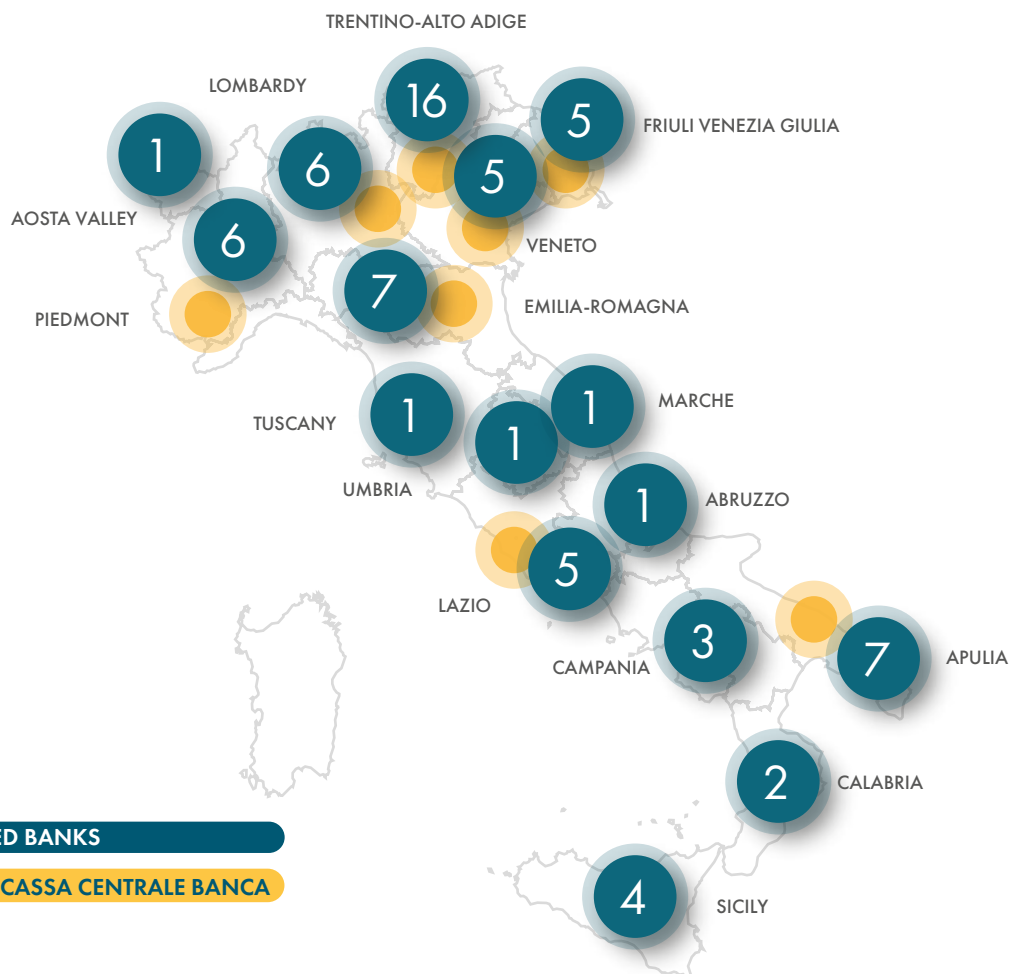 TRENTINO-ALTO ADIGE
LOMBARDY
16
5
FRIULI VENEZIA GIULIA
1
6
5
AOSTA VALLEY
6
VENETO
7
EMILIA-ROMAGNA
PIEDMONT
1
MARCHE
TUSCANY
1
1
UMBRIA
1
ABRUZZO
5
LAZIO
3
CAMPANIA
7
APULIA
2
CALABRIA
BANKS
CASSA CENTRALE BANCA
4
SICILY